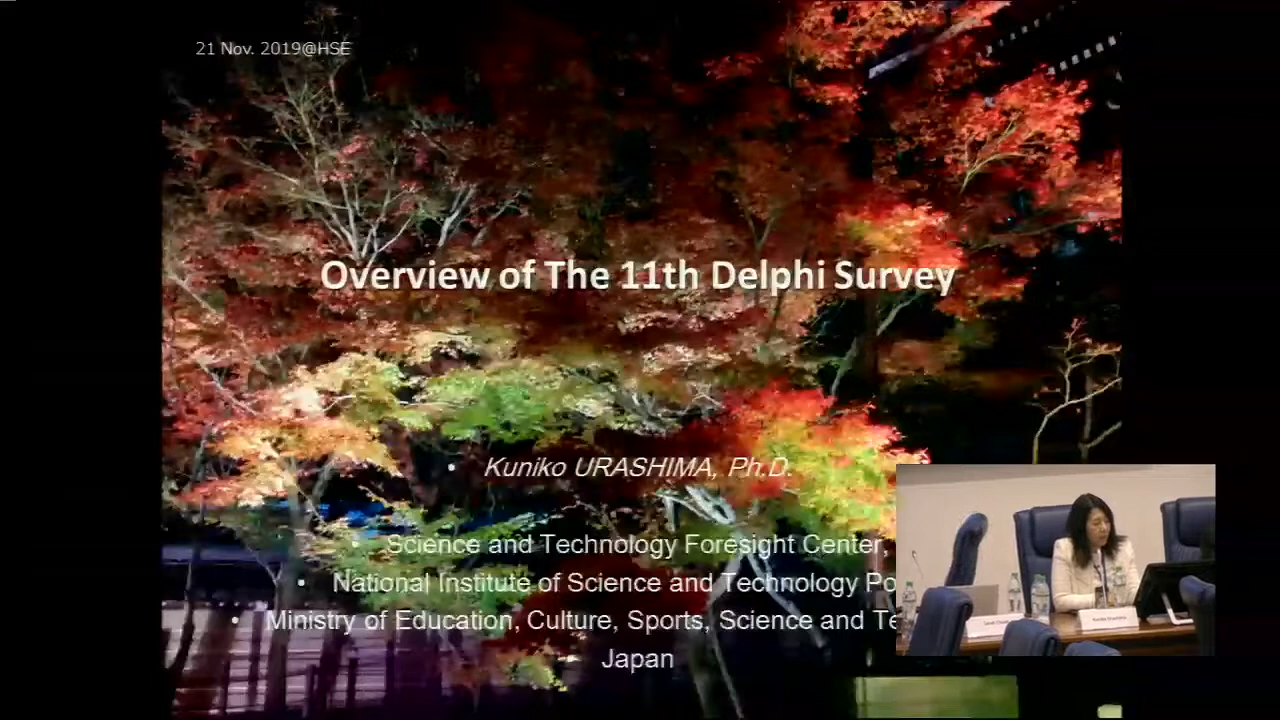 21 Nov. 2019@HSE
Overview of The 11th Delphi Survey
• Kuniko URASHIMA, Ph.D.
• Science and Technology Foresight Center,
• National Institute of Science and Technology Po
• Ministry of Education, Culture, Sports, Science and Te
Japan